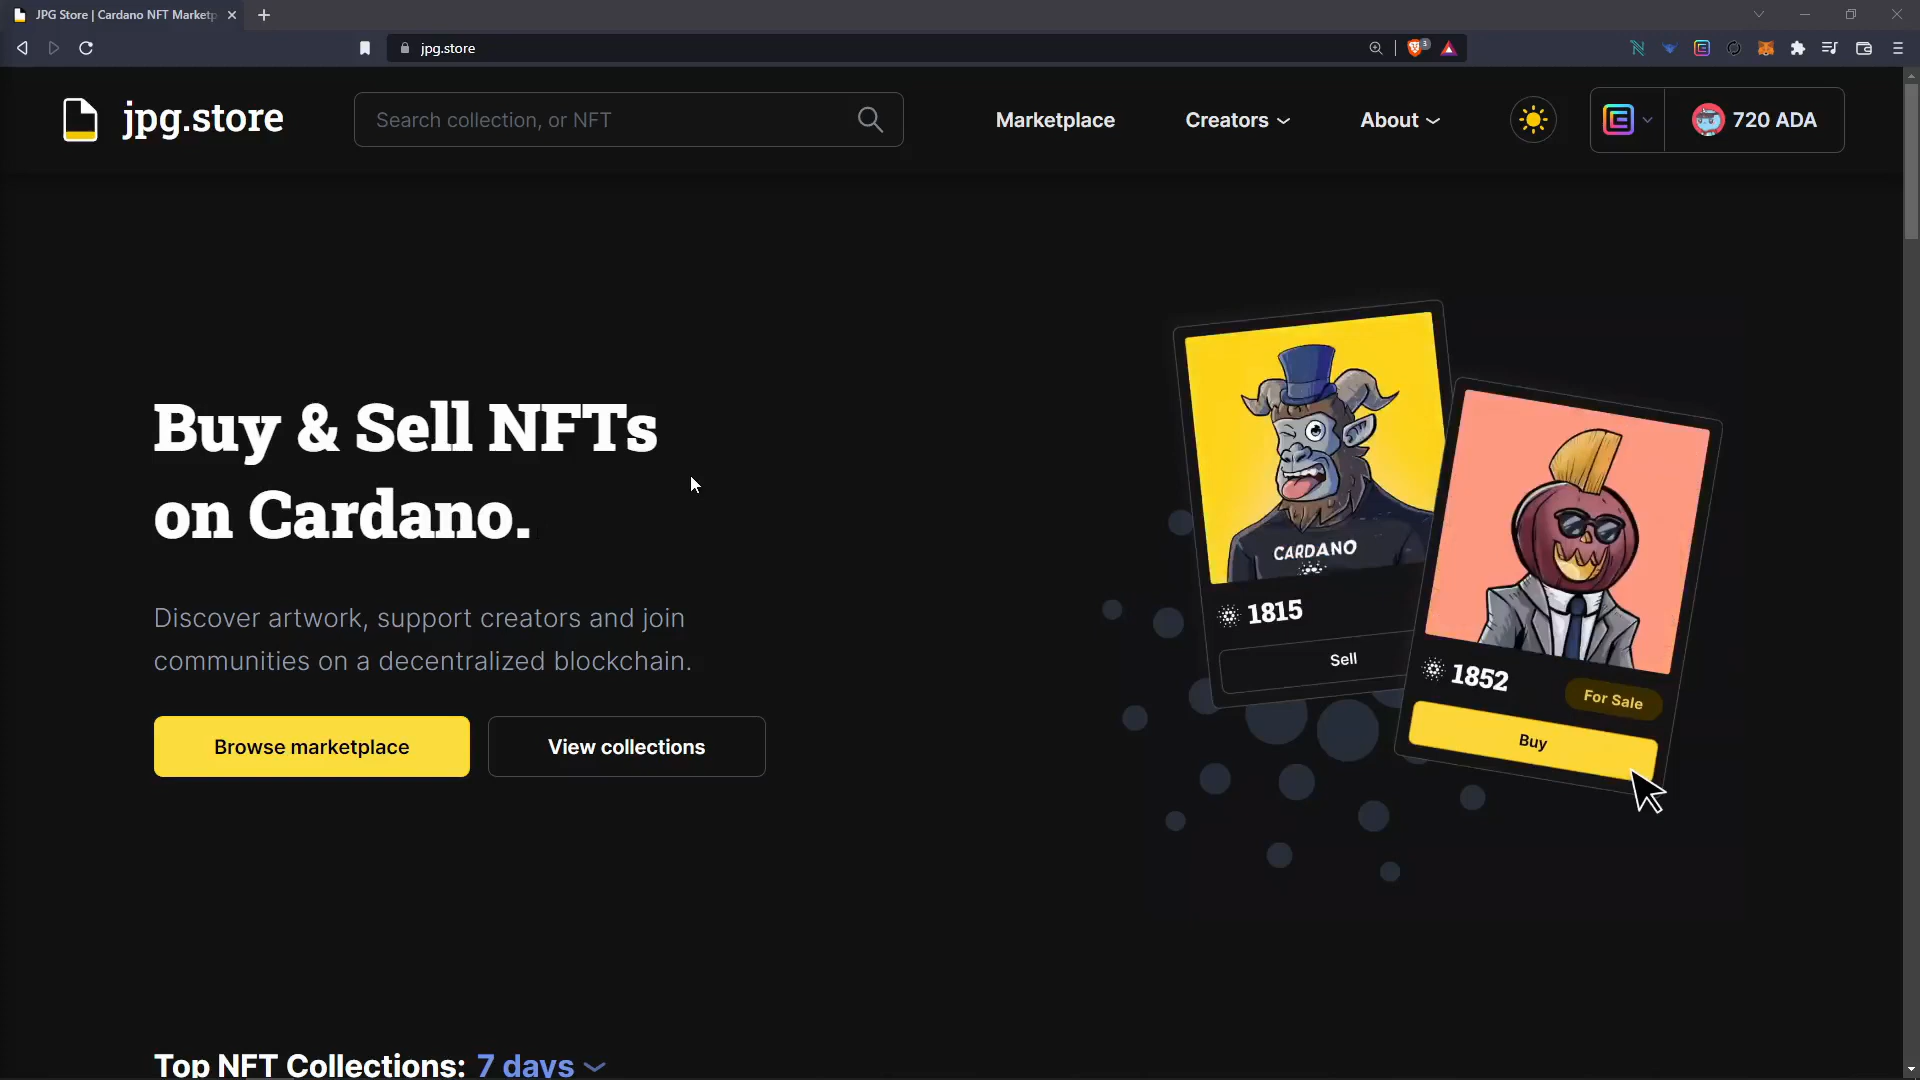 JPG Store | Cardano NFT Marketp
jpg.store
3
jpg.store
Search collection, or NFT
Marketplace
Creators
About
720 ADA
Buy & Sell NFTs
on Cardano.
Discover artwork, support creators and join
communities on a decentralized blockchain.
Browse marketplace
View collections
CARDANO
1815
Sell
1852
For Sale
Buy
Top NFT Collections: 7 days